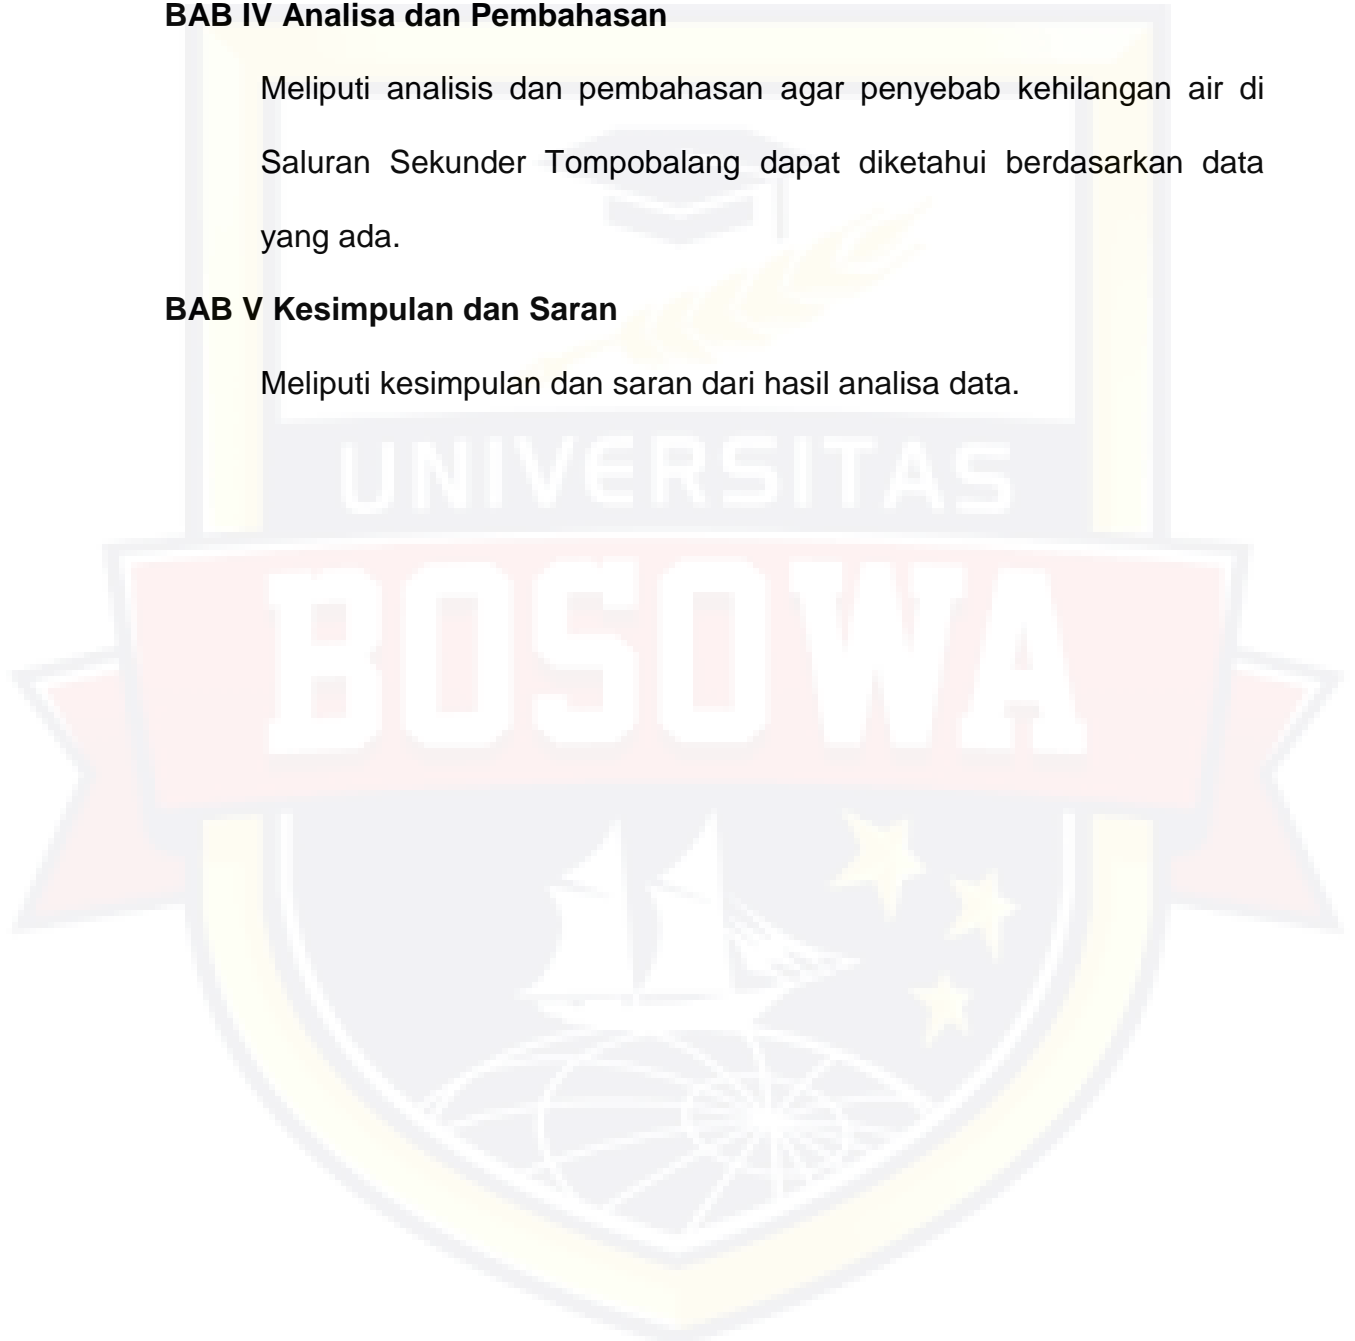 BAB IV Analisa dan Pembahasan
Meliputi analisis dan pembahasan agar penyebab kehilangan air di
Saluran Sekunder Tompobalang dapat diketahui berdasarkan data
yang ada.
BAB V Kesimpulan dan Saran
Meliputi kesimpulan dan saran dari hasil analisa data.
UNIVERSITAS
BOSOWA